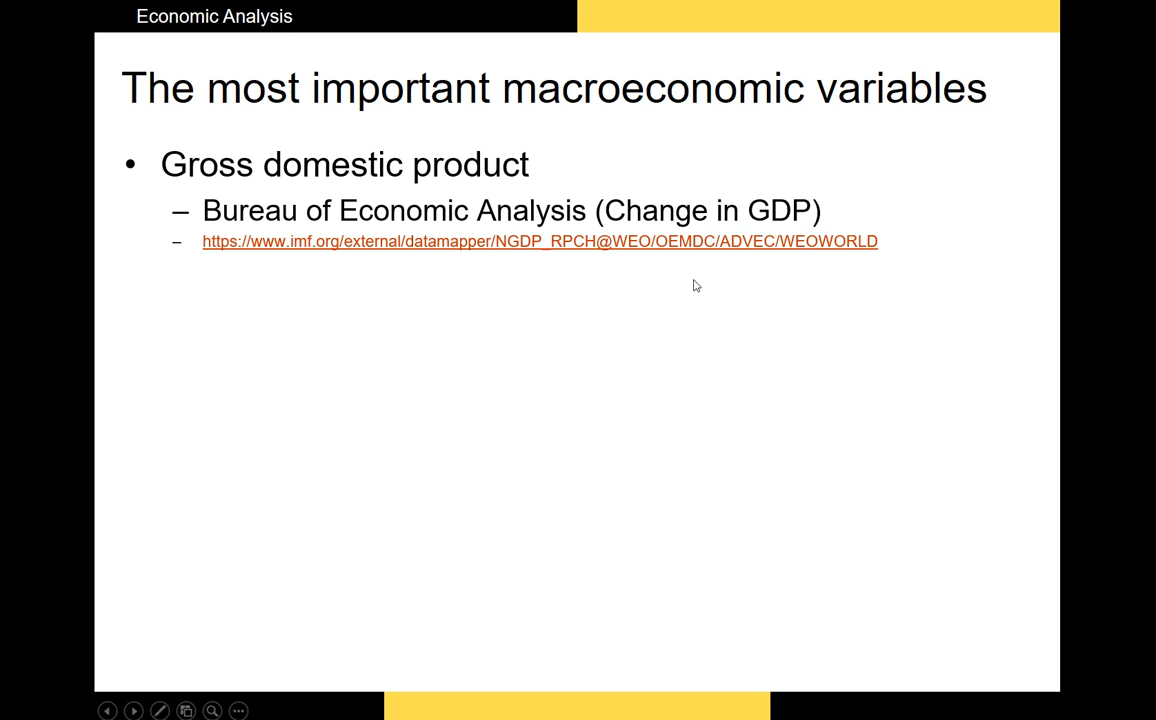 Economic Analysis
The most important macroeconomic variables
• Gross domestic product
– Bureau of Economic Analysis (Change in GDP)
– https://www.imf.org/external/datamapper/NGDP_RPCH@WEO/OEMDC/ADVEC/WEOWORLD